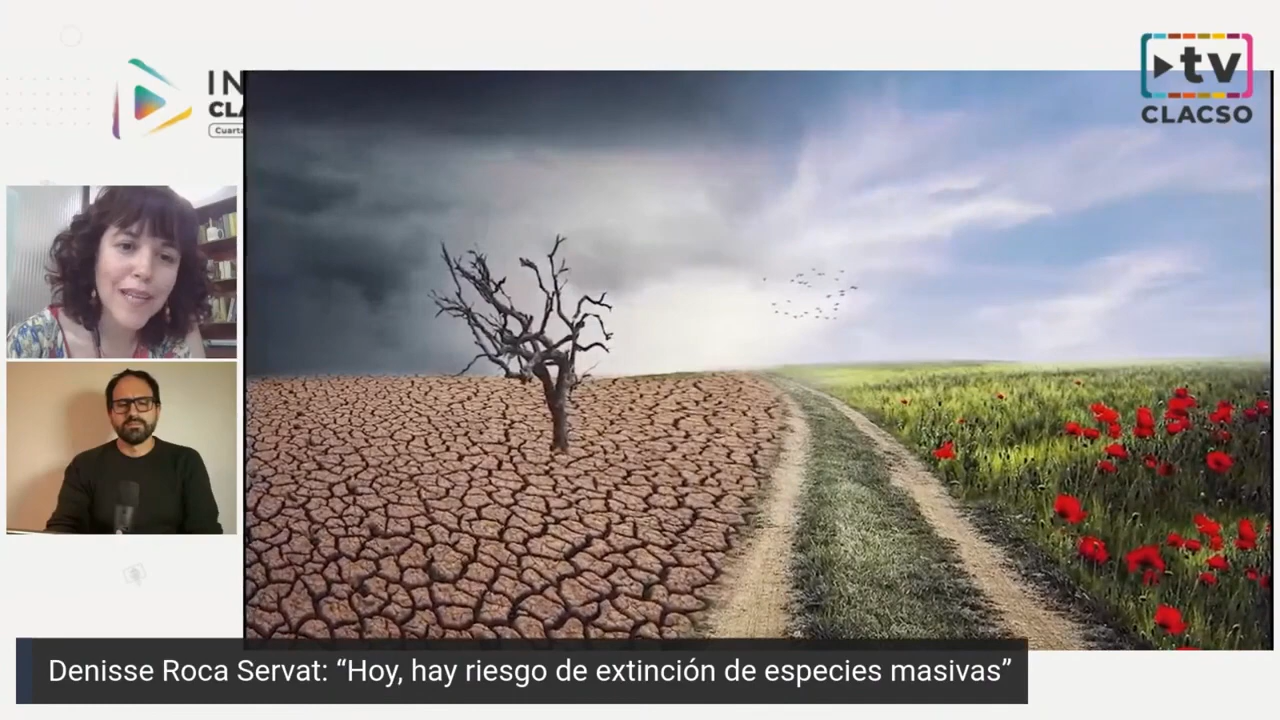 tv
CLACSO
Denisse Roca Servat: “Hoy, hay riesgo de extinción de especies masivas”